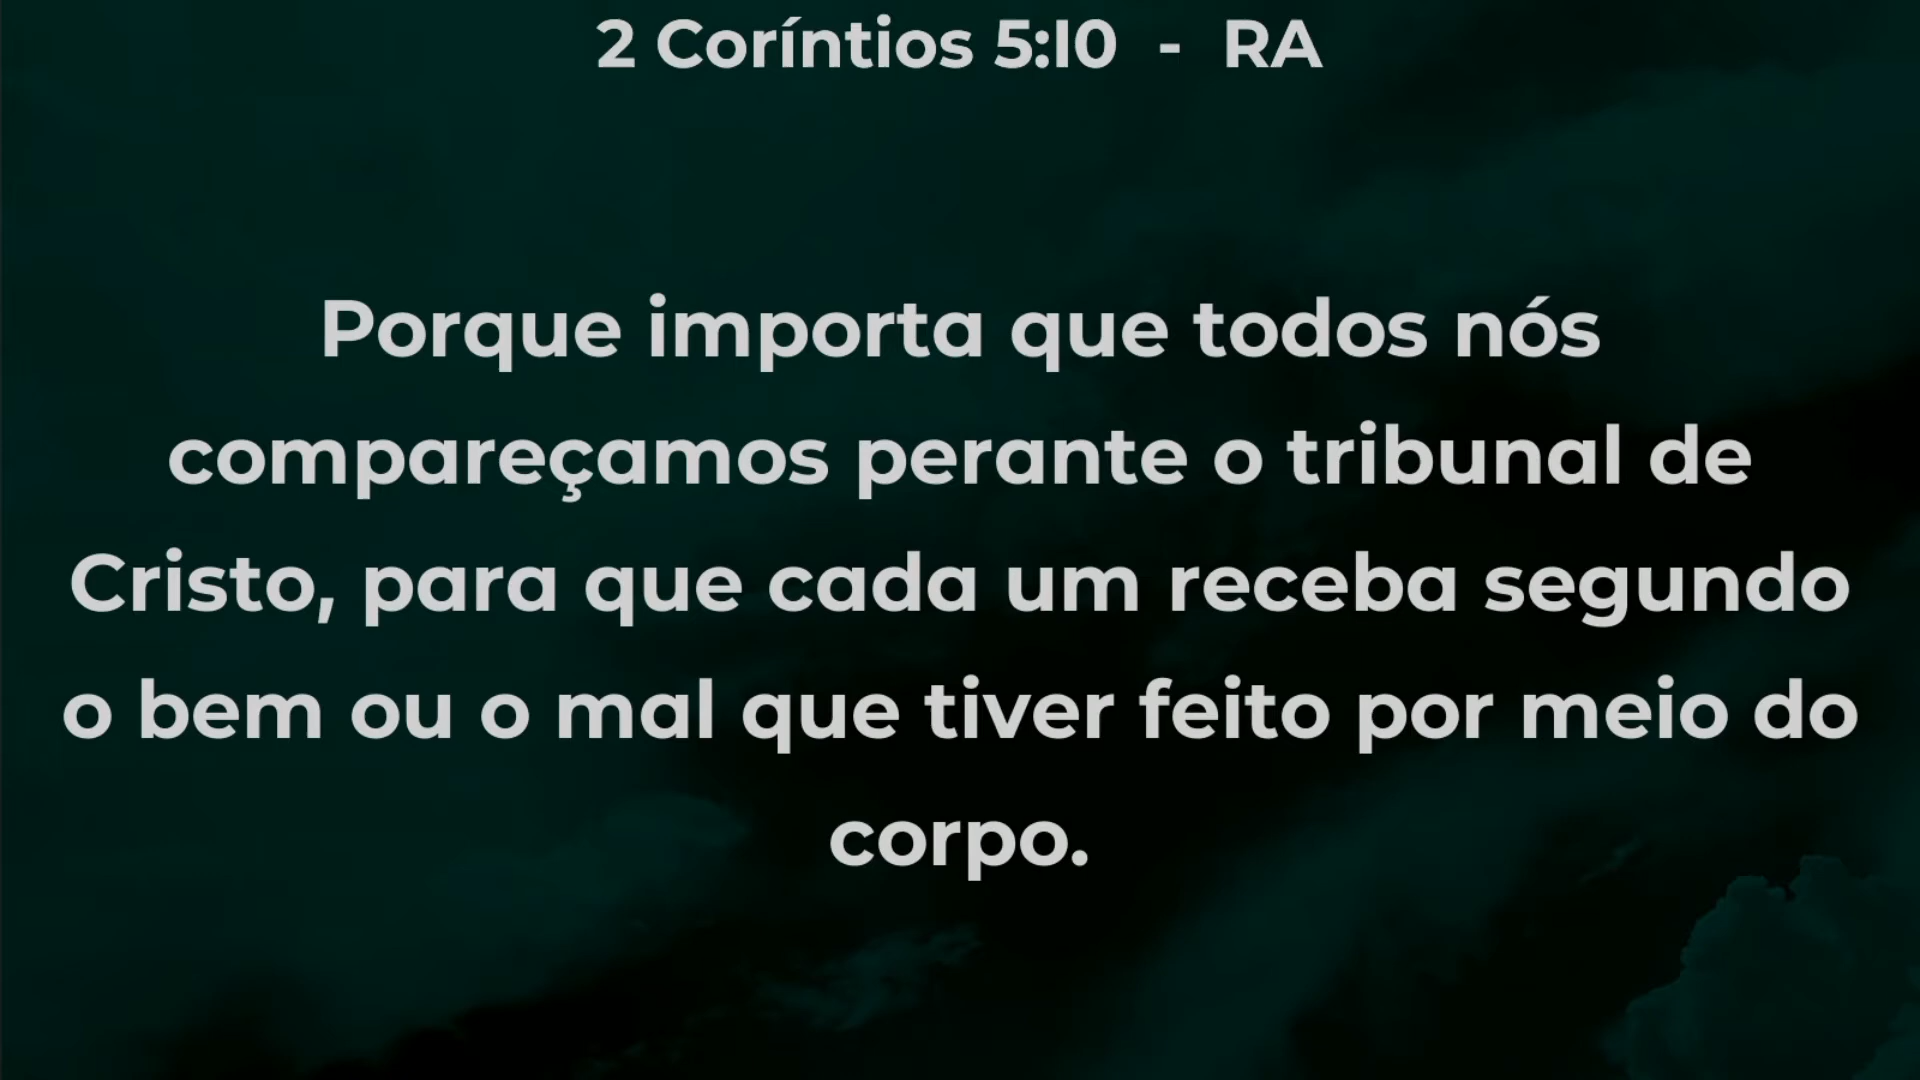 2 Coríntios 5:10 - RA
Porque importa que todos nós
compareçamos perante o tribunal de
Cristo, para que cada um receba segundo
o bem ou o mal que tiver feito por meio do
corpo.